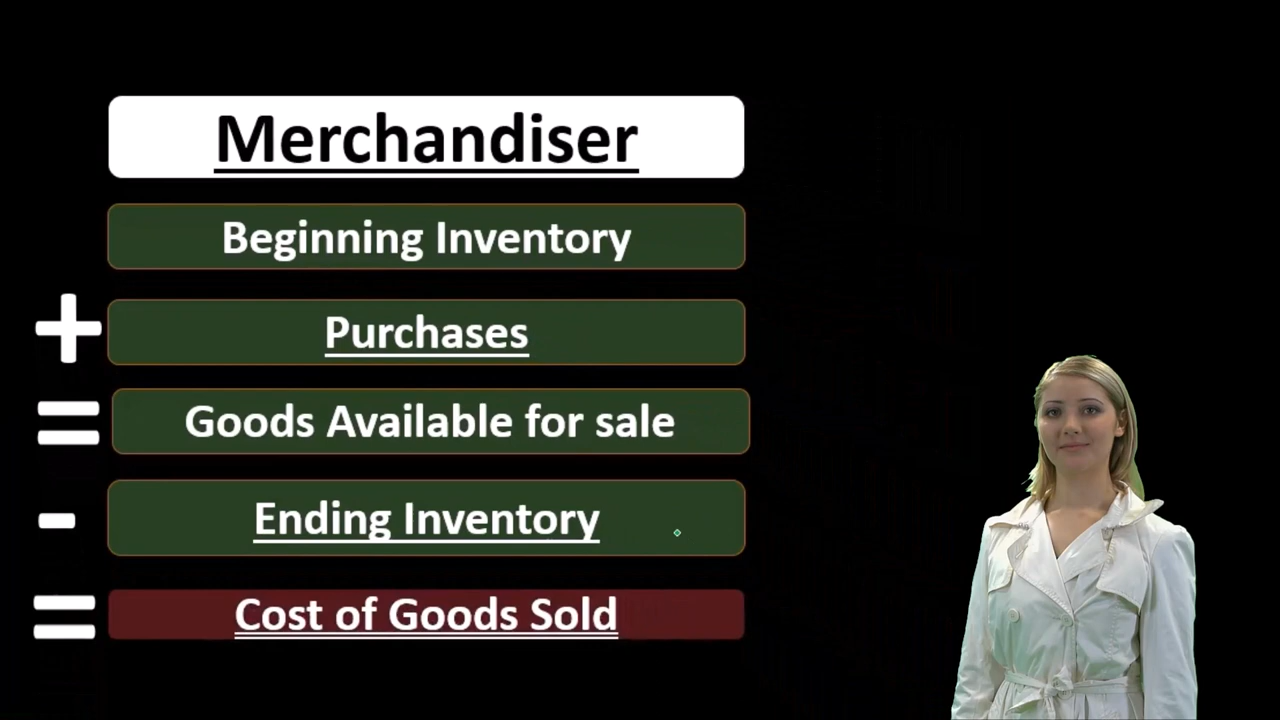 Merchandiser
Beginning Inventory
+ Purchases
= Goods Available for sale
- Ending Inventory
= Cost of Goods Sold